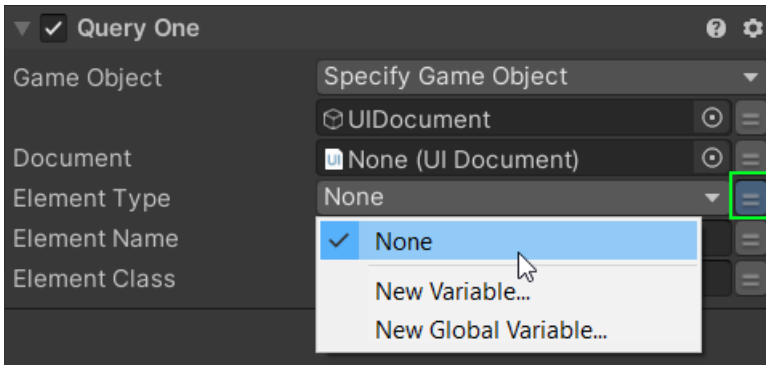 Query One
Game Object
Specify Game Object
UIDocument
Document
UI None (UI Document)
Element Type
None
Element Name
None
Element Class
New Variable...
New Global Variable...